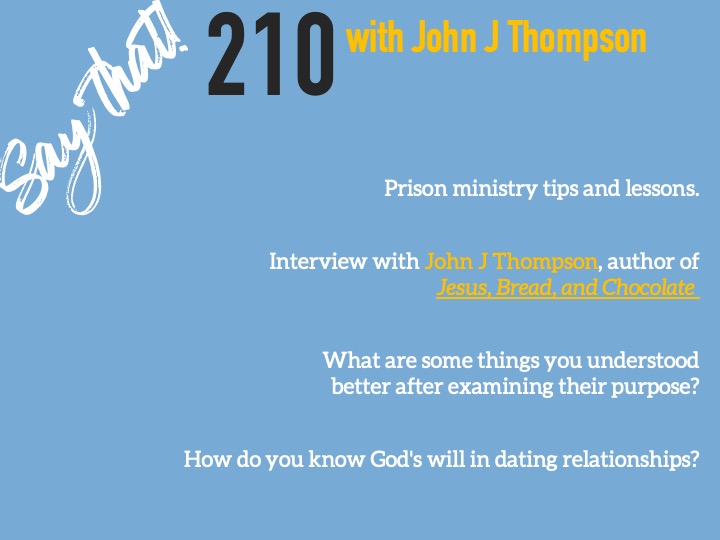 Say that!
210
with John J Thompson
Prison ministry tips and lessons.
Interview with John J Thompson, author of
Jesus, Bread, and Chocolate
What are some things you understood
better after examining their purpose?
How do you know God's will in dating relationships?